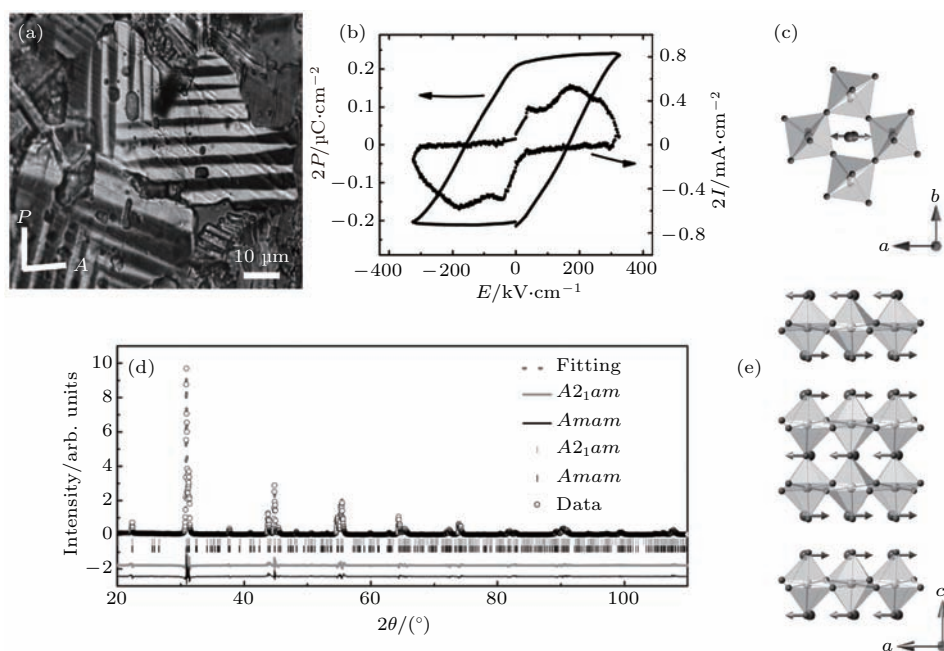 (a)
P
A
10 μm
(b)
0.2
0.1
0
−0.1
−0.2
2P/μC·cm−2
0.8
0.4
0
−0.4
−0.8
2I/mA·cm−2
−400 −200 0 200 400
E/kV·cm−1
(c)
b
a
(d)
10
8
6
4
2
0
−2
Intensity/arb. units
Fitting
A21am
Amam
A21am
Amam
Data
20 40 60 80 100
2θ/(°)
(e)
c
a